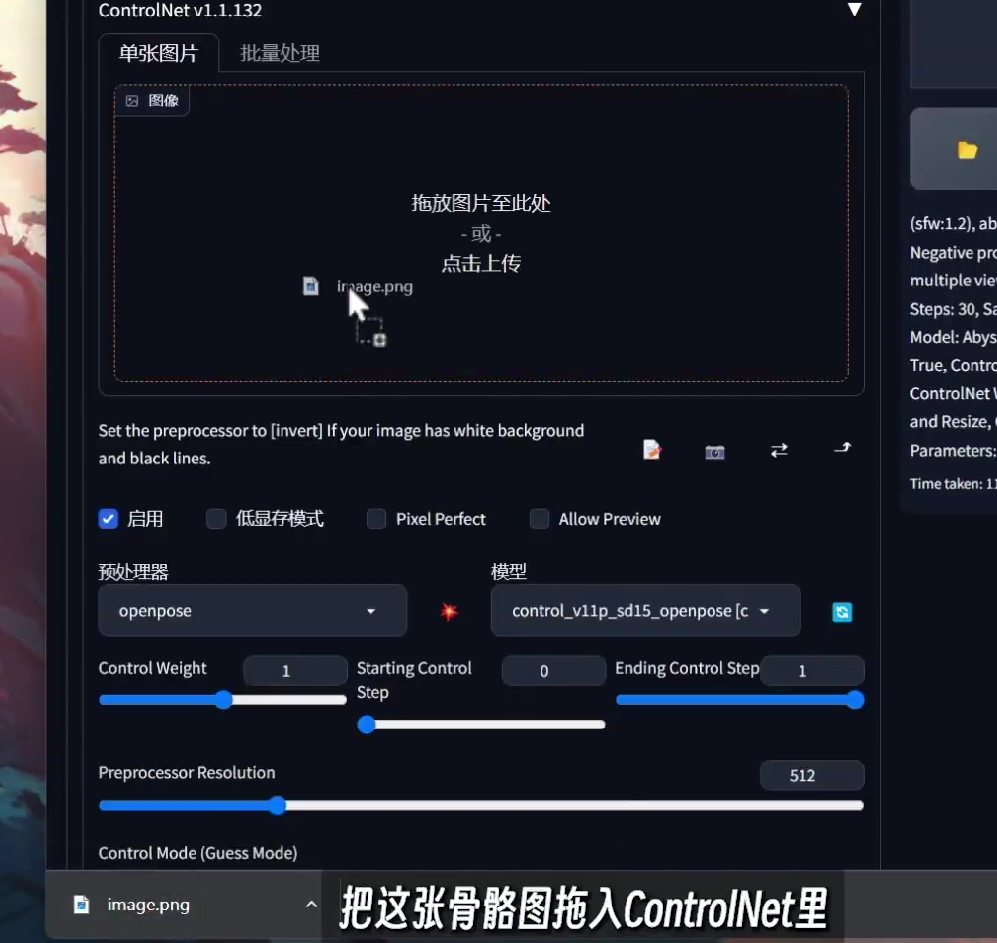 ControlNet v1.1.132
单张图片
批量处理
图像
拖放图片至此处
- 或 -
点击上传
image.png
Set the preprocessor to [invert] If your image has white background
and black lines.
启用
低显存模式
Pixel Perfect
Allow Preview
预处理器
模型
openpose
control_v11p_sd15_openpose [c
Control Weight
1
Starting Control
Step
0
Ending Control Step
1
Preprocessor Resolution
512
Control Mode (Guess Mode)
(sfw:1.2), ab
Negative pro
multiple vie
Steps: 30, Sa
Model: Abys
True, Contro
ControlNet
and Resize,
Parameters:
Time taken: 11
image.png
把这张骨骼图拖入ControlNet里